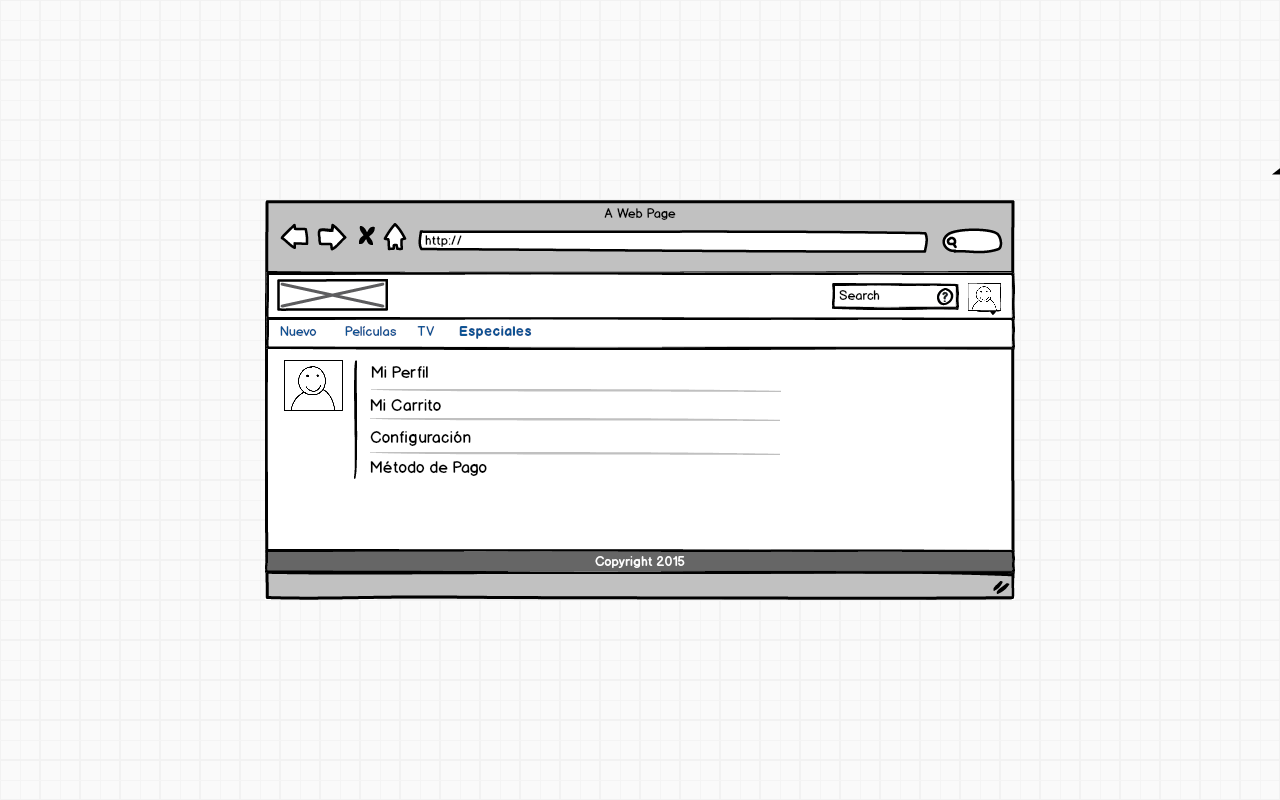 A Web Page
http://
Search ?
Nuevo Películas TV Especiales
Mi Perfil
Mi Carrito
Configuración
Método de Pago
Copyright 2015